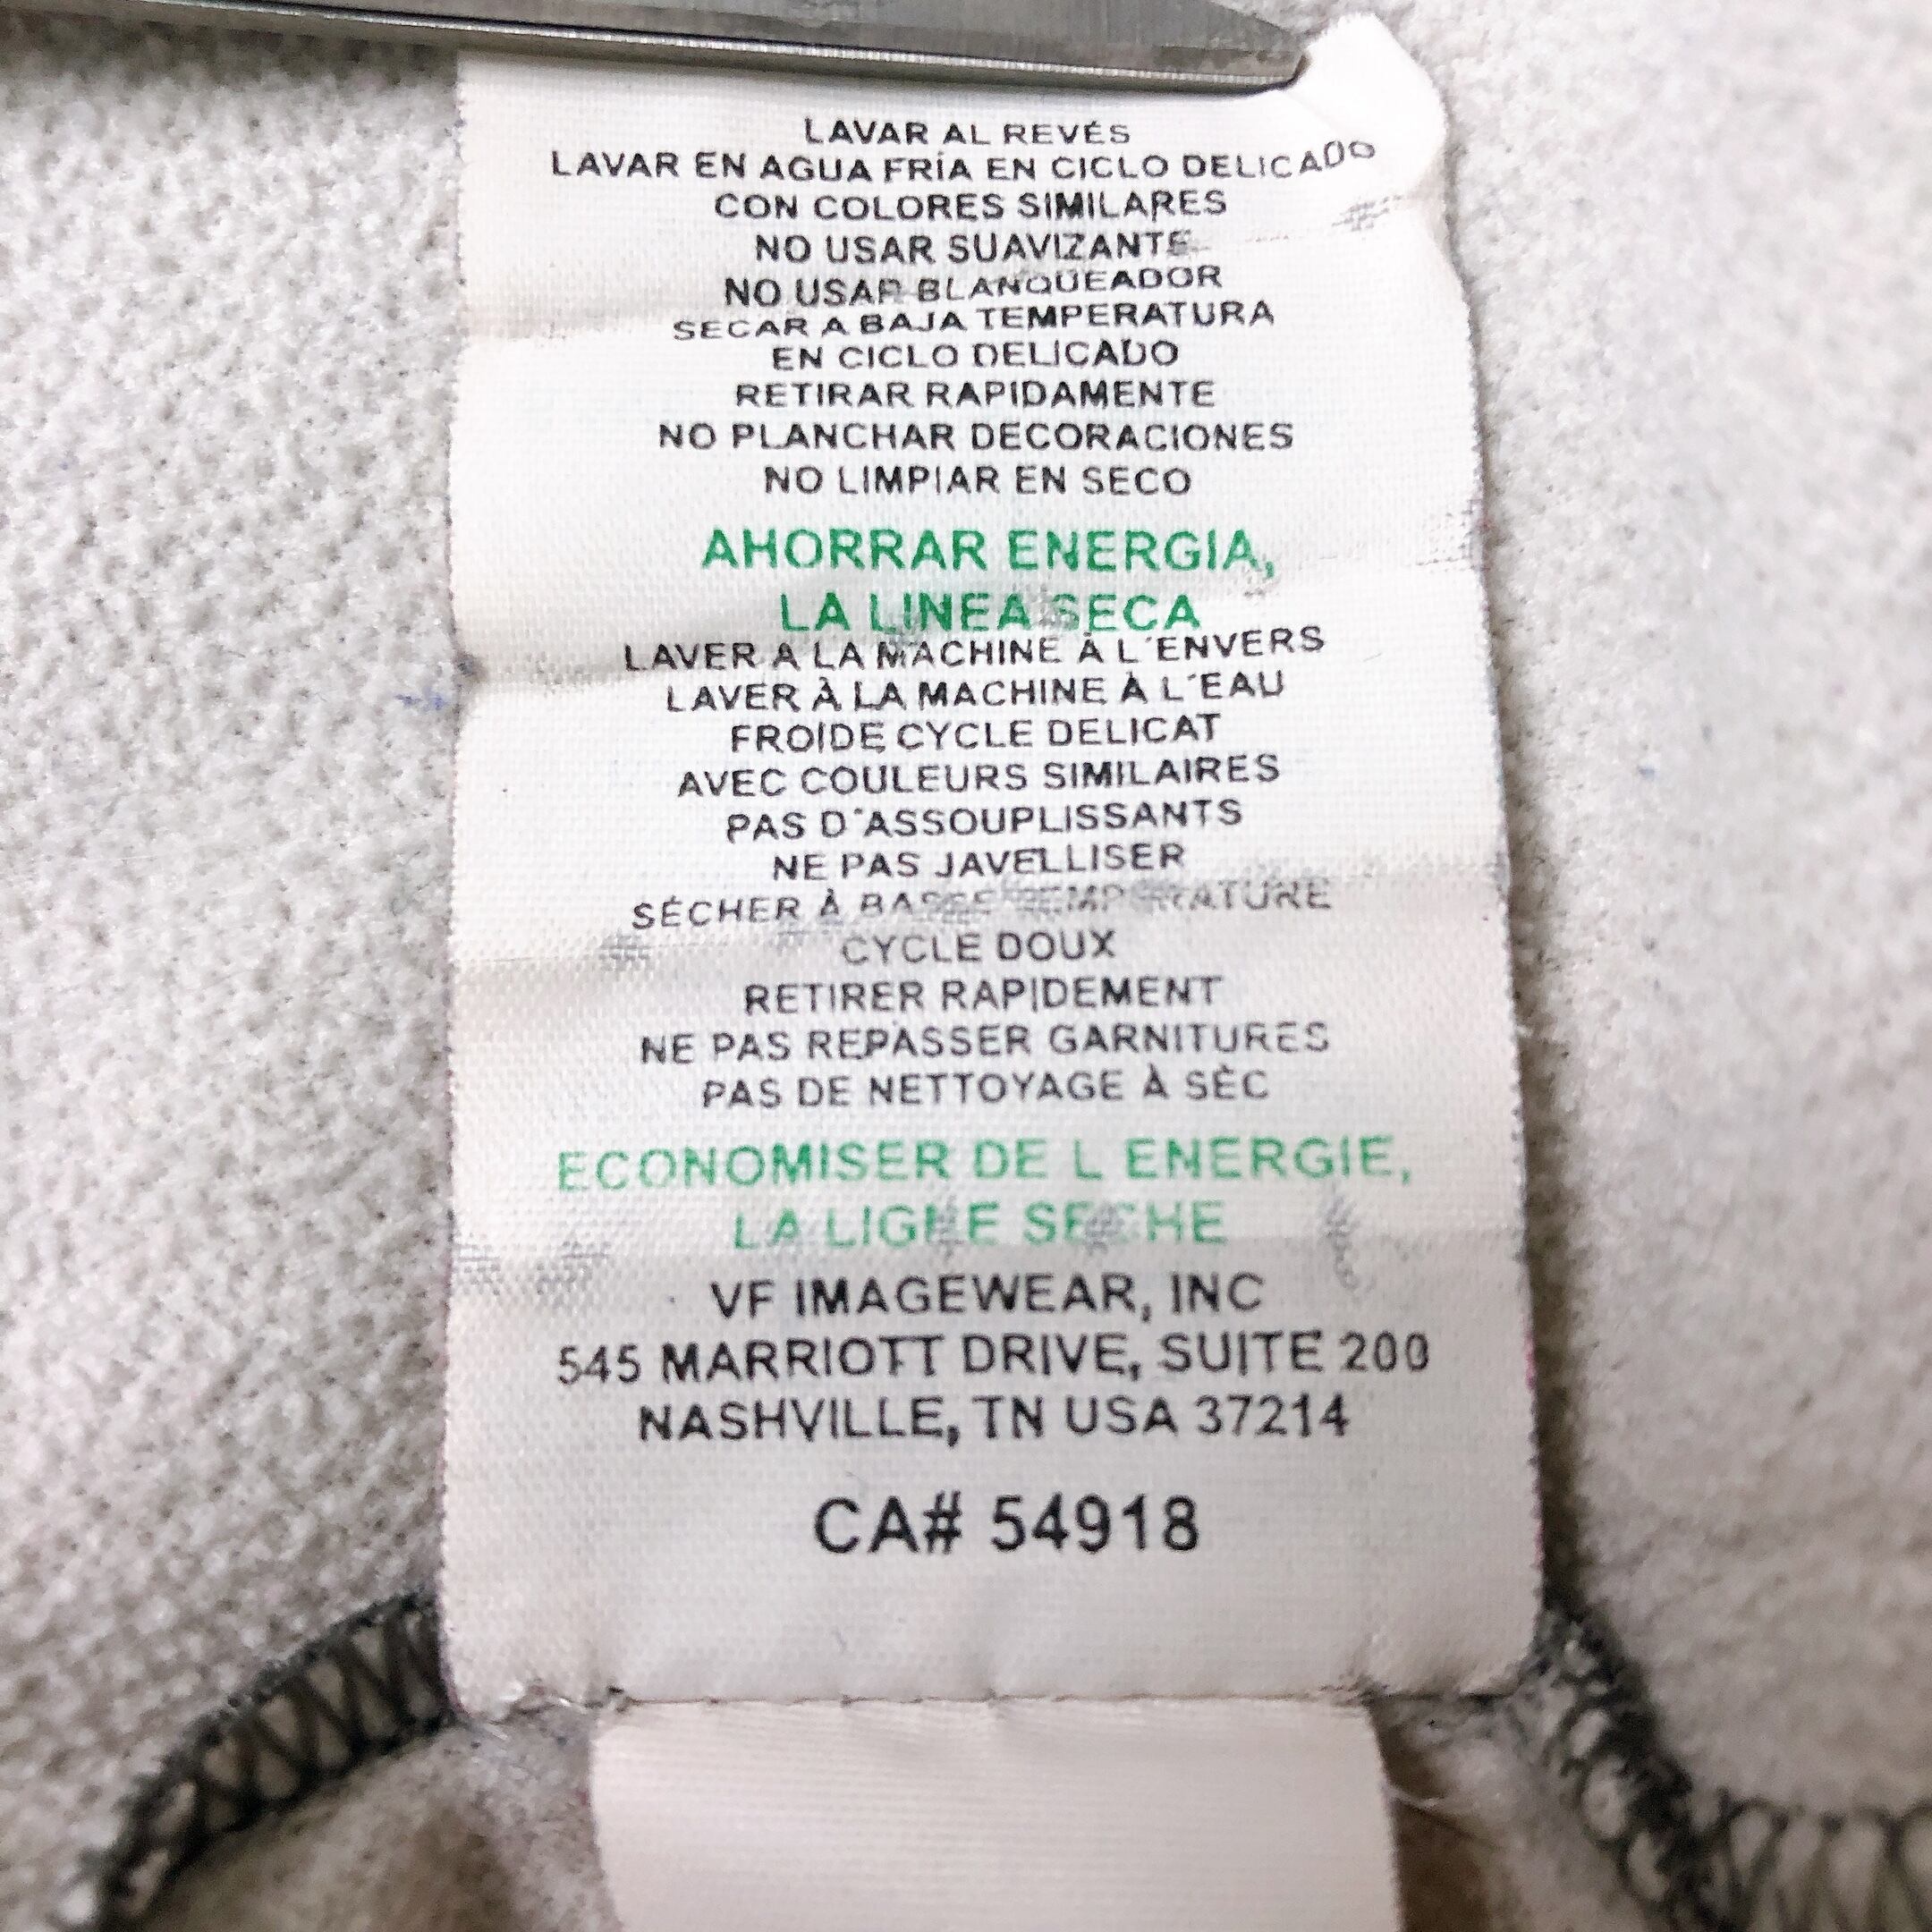 LAVAR AL REVÉS
LAVAR EN AGUA FRÍA EN CICLO DELICADO
CON COLORES SIMILARES
NO USAR SUAVIZANTE
NO USAR BLANQUEADOR
SECAR A BAJA TEMPERATURA
EN CICLO DELICADO
RETIRAR RAPIDAMENTE
NO PLANCHAR DECORACIONES
NO LIMPIAR EN SECO
AHORRAR ENERGIA,
LA LINEA SECA
LAVER A LA MACHINE À L'ENVERS
LAVER À LA MACHINE À L'EAU
FROIDE CYCLE DELICAT
AVEC COULEURS SIMILAIRES
PAS D'ASSOUPLISSANTS
NE PAS JAVELLISER
SÉCHER À TEMPERATURE
CYCLE DOUX
RETIRER RAPIDEMENT
NE PAS REPASSER GARNITURES
PAS DE NETTOYAGE À SÈC
ECONOMISER DE L ENERGIE,
LA LIGNE SECHE
VF IMAGEWEAR, INC
545 MARRIOTT DRIVE, SUITE 200
NASHVILLE, TN USA 37214
CA# 54918